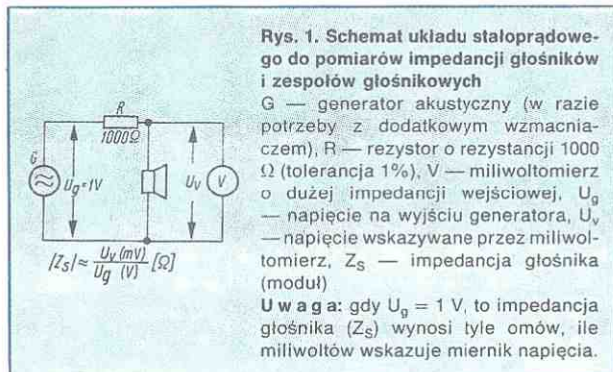 Rys. 1. Schemat układu stałoprądowe-
go do pomiarów impedancji głośników
i zespołów głośnikowych
G — generator akustyczny (w razie
potrzeby z dodatkowym wzmacnia-
czem), R — rezystor o rezystancji 1000
Ω (tolerancja 1%), V — miliwoltomierz
o dużej impedancji wejściowej, Ug
— napięcie na wyjściu generatora, Uv
— napięcie wskazywane przez miliwol-
tomierz, ZS — impedancja głośnika
(moduł)
Uwaga: gdy Ug = 1 V, to impedancja
głośnika (ZS) wynosi tyle omów, ile
miliwoltów wskazuje miernik napięcia.
R
1000Ω
G
Ug=1V
Uv
V
|ZS|≈ Uv (mV)/Ug (V) [Ω]